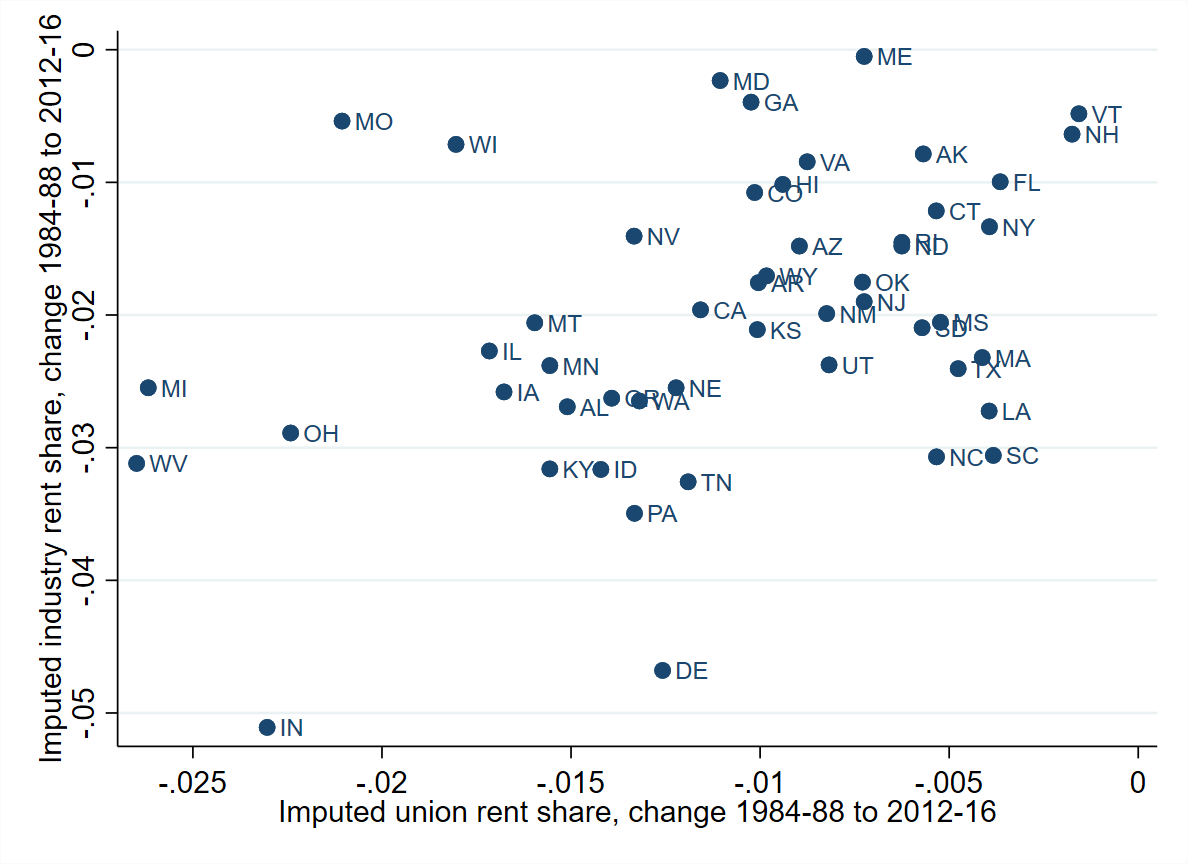 Imputed industry rent share, change 1984-88 to 2012-16
0
-.01
-.02
-.03
-.04
-.05
ME
MD
GA
VT
MO
NH
WI
AK
VA
FL
HI
CO
CT
NY
NV
RI
AZ
ND
WY
OK
AR
NJ
CA
NM
MT
MS
SD
KS
IL
MA
UT
MN
TX
MI
NE
IA
OR
WA
AL
LA
OH
SC
NC
WV
KY
ID
TN
PA
DE
IN
-.025
-.02
-.015
-.01
-.005
0
Imputed union rent share, change 1984-88 to 2012-16